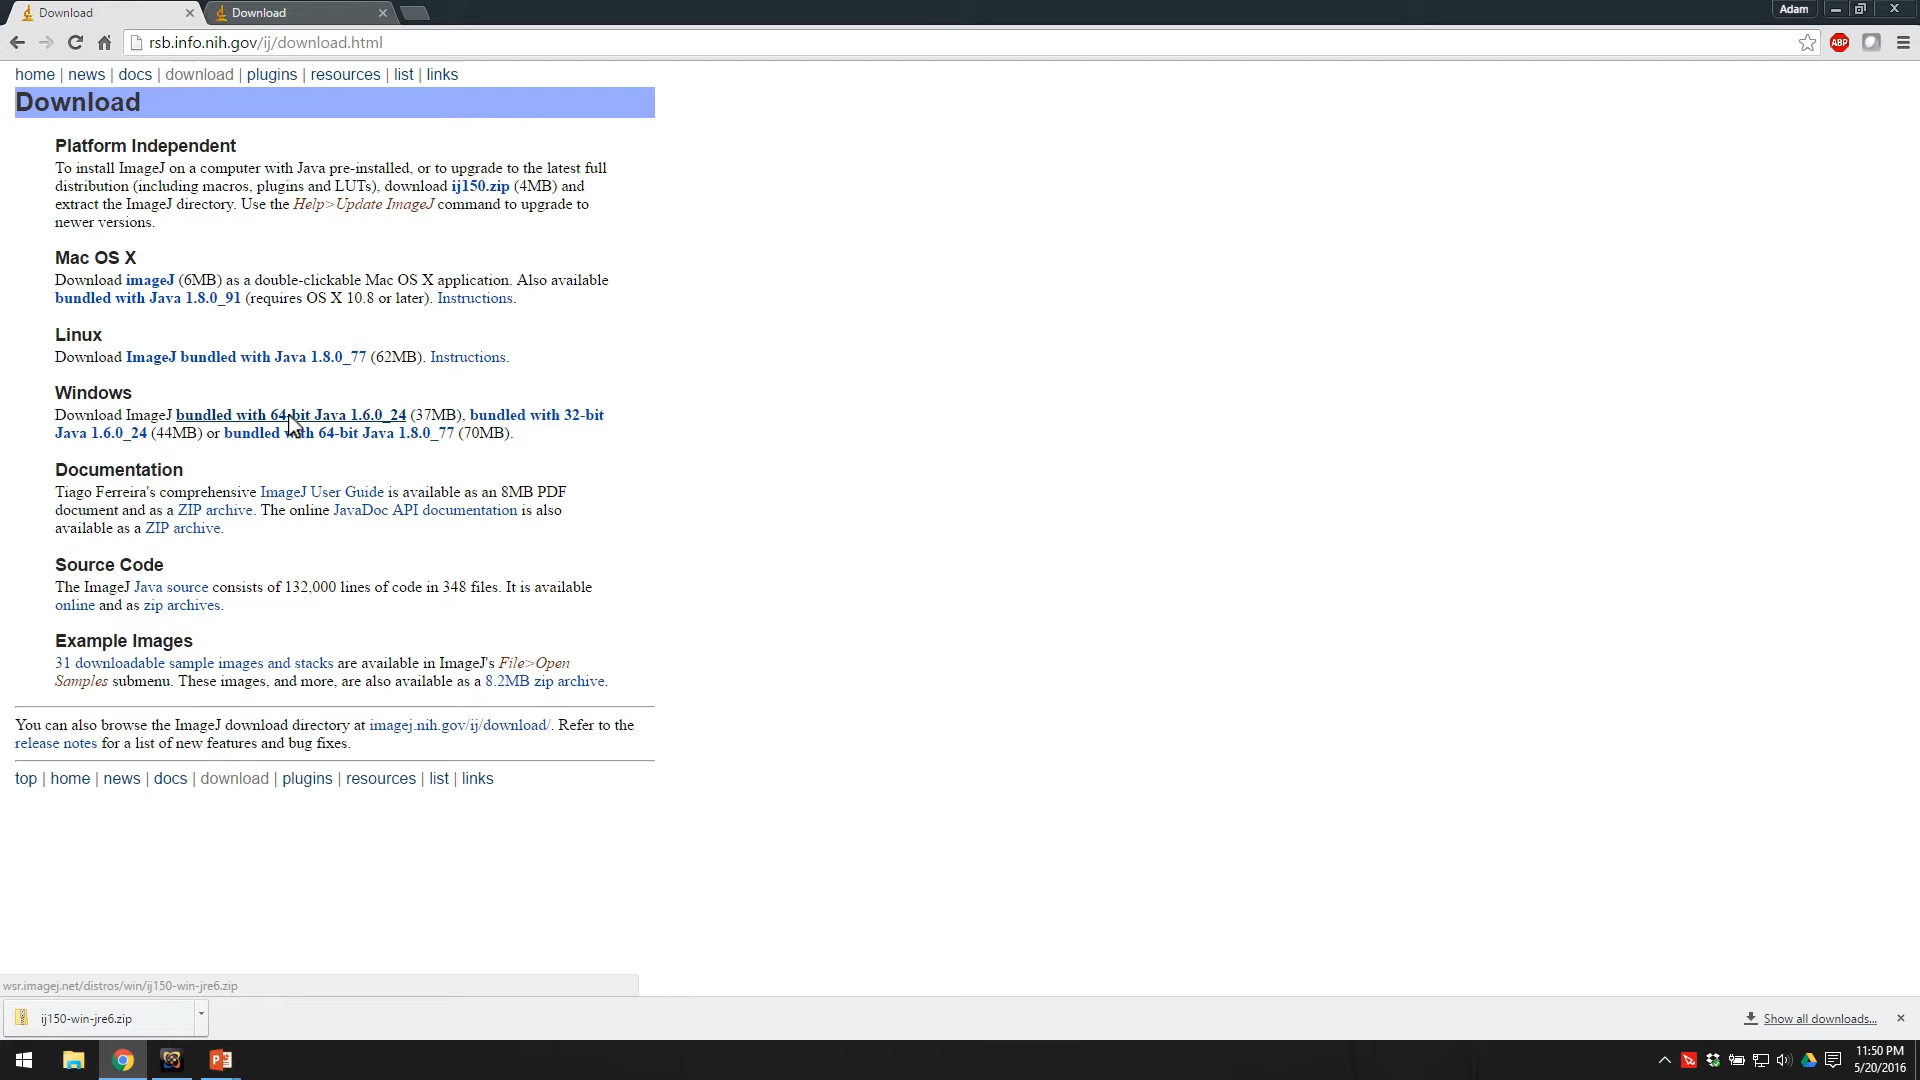 Download
Download
Adam
rsb.info.nih.gov/ij/download.html
ABP
home | news | docs | download | plugins | resources | list | links
Download
Platform Independent
To install ImageJ on a computer with Java pre-installed, or to upgrade to the latest full
distribution (including macros, plugins and LUTs), download ij150.zip (4MB) and
extract the ImageJ directory. Use the Help>Update ImageJ command to upgrade to
newer versions.
Mac OS X
Download imageJ (6MB) as a double-clickable Mac OS X application. Also available
bundled with Java 1.8.0_91 (requires OS X 10.8 or later). Instructions.
Linux
Download ImageJ bundled with Java 1.8.0_77 (62MB). Instructions.
Windows
Download ImageJ bundled with 64-bit Java 1.6.0_24 (37MB), bundled with 32-bit
Java 1.6.0_24 (44MB) or bundled with 64-bit Java 1.8.0_77 (70MB).
Documentation
Tiago Ferreira's comprehensive ImageJ User Guide is available as an 8MB PDF
document and as a ZIP archive. The online JavaDoc API documentation is also
available as a ZIP archive.
Source Code
The ImageJ Java source consists of 132,000 lines of code in 348 files. It is available
online and as zip archives.
Example Images
31 downloadable sample images and stacks are available in ImageJ's File>Open
Samples submenu. These images, and more, are also available as a 8.2MB zip archive.
You can also browse the ImageJ download directory at imagej.nih.gov/ij/download/. Refer to the
release notes for a list of new features and bug fixes.
top | home | news | docs | download | plugins | resources | list | links
wsr.imagej.net/distros/win/ij150-win-jre6.zip
ij150-win-jre6.zip
Show all downloads...
11:50 PM
5/20/2016